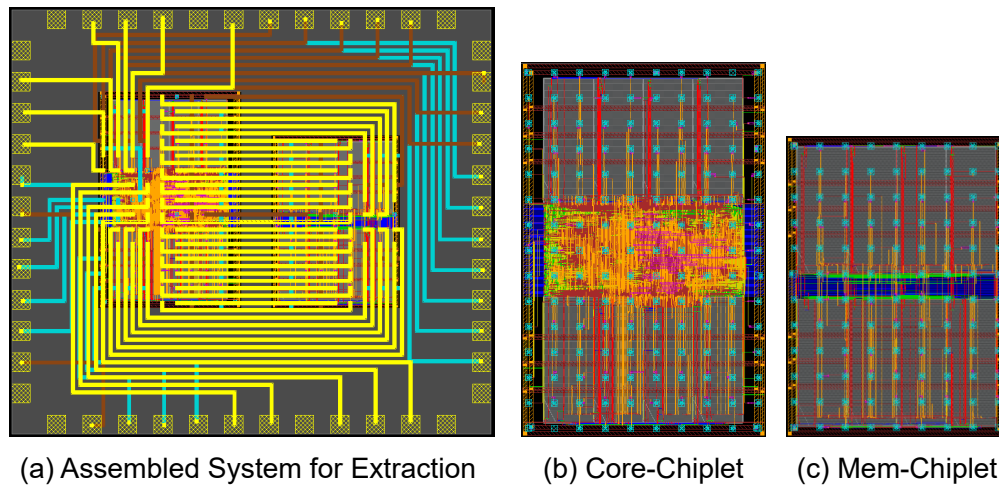 (a) Assembled System for Extraction
(b) Core-Chiplet
(c) Mem-Chiplet